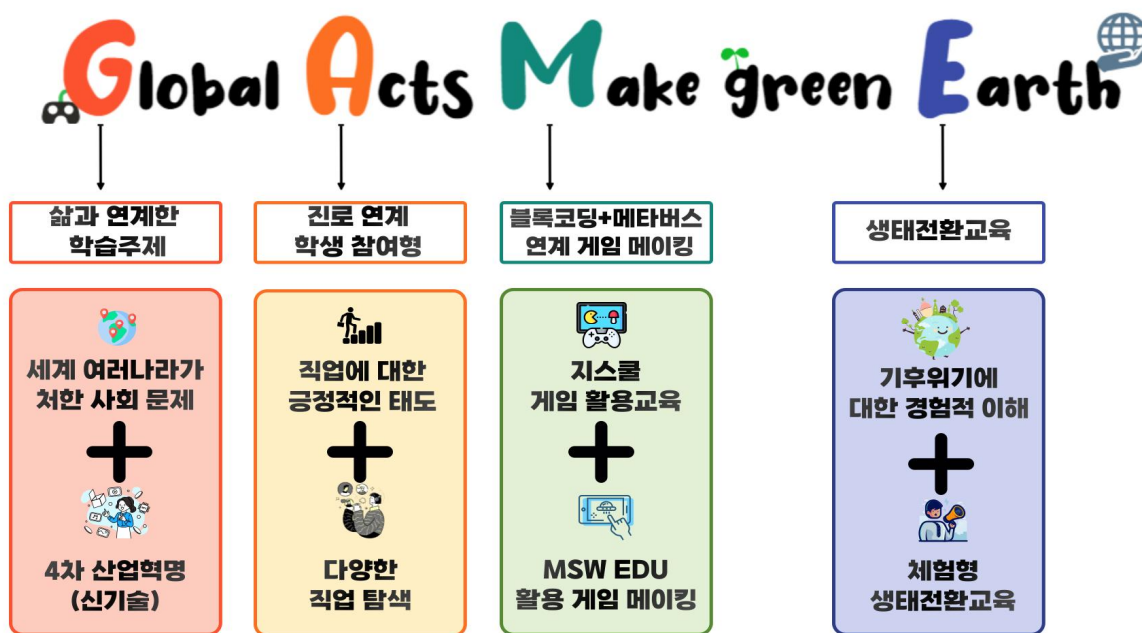 Global Acts Make green Earth
삶과 연계한
학습주제
진로 연계
학생 참여형
블록코딩+메타버스
연계 게임 메이킹
생태전환교육
세계 여러나라가
처한 사회 문제
4차 산업혁명
(신기술)
직업에 대한
긍정적인 태도
다양한
직업 탐색
지스쿨
게임 활용교육
MSW EDU
활용 게임 메이킹
기후위기에
대한 경험적 이해
체험형
생태전환교육